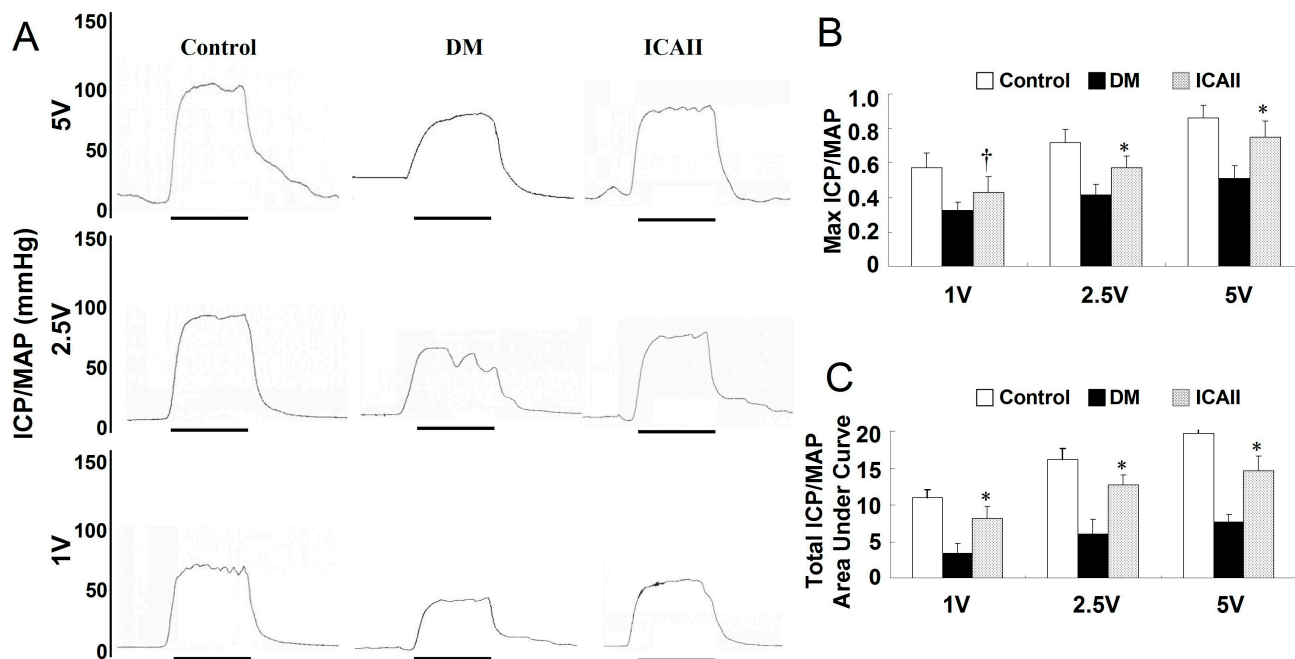 A
Control
DM
ICAII
ICP/MAP (mmHg)
5V
150
100
50
0
2.5V
150
100
50
0
1V
150
100
50
0
B
Control DM ICAII
Max ICP/MAP
1.0
0.8
0.6
0.4
0.2
0
†
*
*
1V 2.5V 5V
C
Control DM ICAII
Total ICP/MAP
Area Under Curve
20
15
10
5
0
*
*
*
1V 2.5V 5V